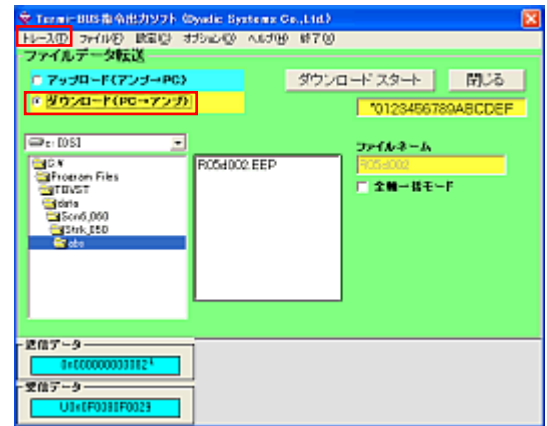 Termi-BUS指令出力ソフト (Dyadic Systems Co.,Ltd.)
トレース(T) ファイル(F) 設定(C) オプション(O) ヘルプ(H) 終了(Q)
ファイルデータ転送
アップロード(アンプ→PC)
ダウンロード スタート 閉じる
ダウンロード(PC→アンプ)
"0123456789ABCDEF
c: [OS]
ファイルネーム
C:¥
Program Files
TBVST
data
R05d002.EEP
R05d002
全軸一括モード
abs
送信データ
受信データ